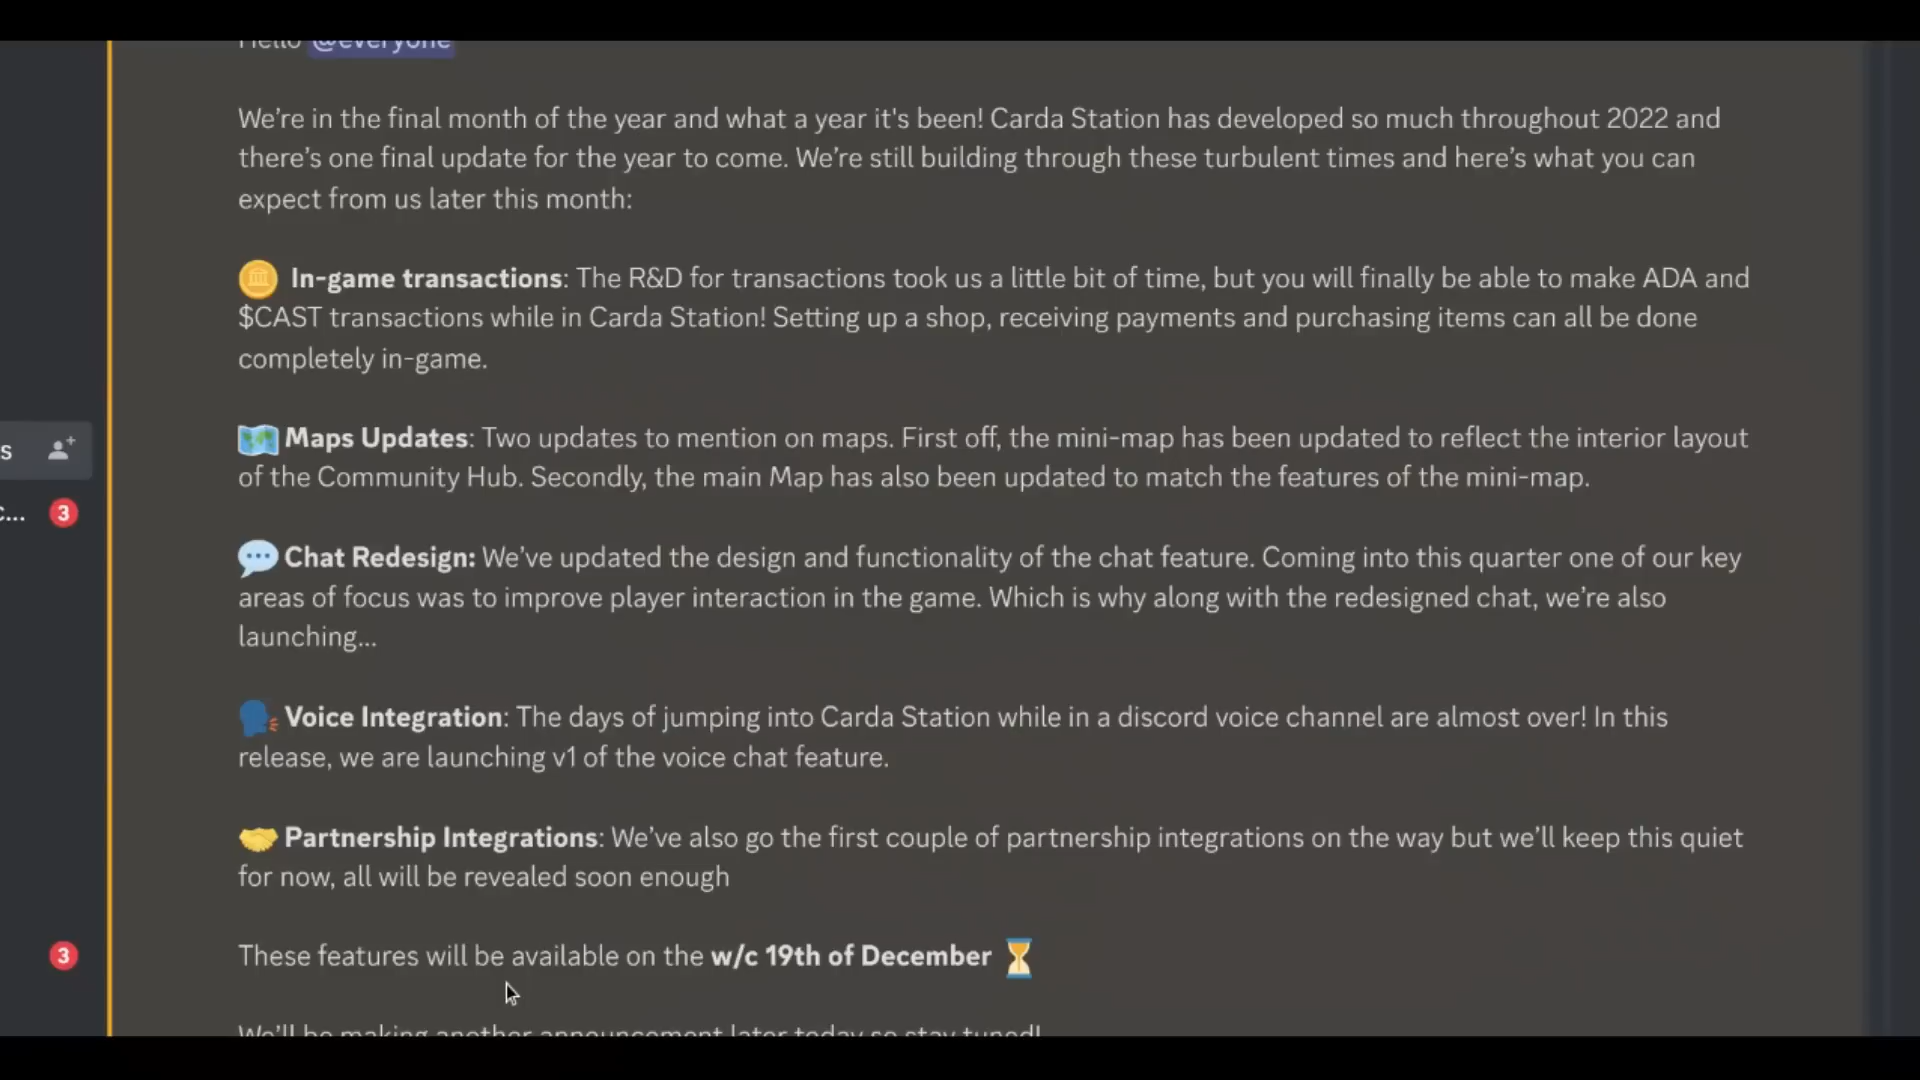 Hello @everyone
We’re in the final month of the year and what a year it's been! Carda Station has developed so much throughout 2022 and
there’s one final update for the year to come. We’re still building through these turbulent times and here’s what you can
expect from us later this month:
In-game transactions: The R&D for transactions took us a little bit of time, but you will finally be able to make ADA and
$CAST transactions while in Carda Station! Setting up a shop, receiving payments and purchasing items can all be done
completely in-game.
Maps Updates: Two updates to mention on maps. First off, the mini-map has been updated to reflect the interior layout
of the Community Hub. Secondly, the main Map has also been updated to match the features of the mini-map.
Chat Redesign: We’ve updated the design and functionality of the chat feature. Coming into this quarter one of our key
areas of focus was to improve player interaction in the game. Which is why along with the redesigned chat, we’re also
launching...
Voice Integration: The days of jumping into Carda Station while in a discord voice channel are almost over! In this
release, we are launching v1 of the voice chat feature.
Partnership Integrations: We’ve also go the first couple of partnership integrations on the way but we’ll keep this quiet
for now, all will be revealed soon enough
These features will be available on the w/c 19th of December
We’ll be making another announcement later today so stay tuned!
s
c... 3
3